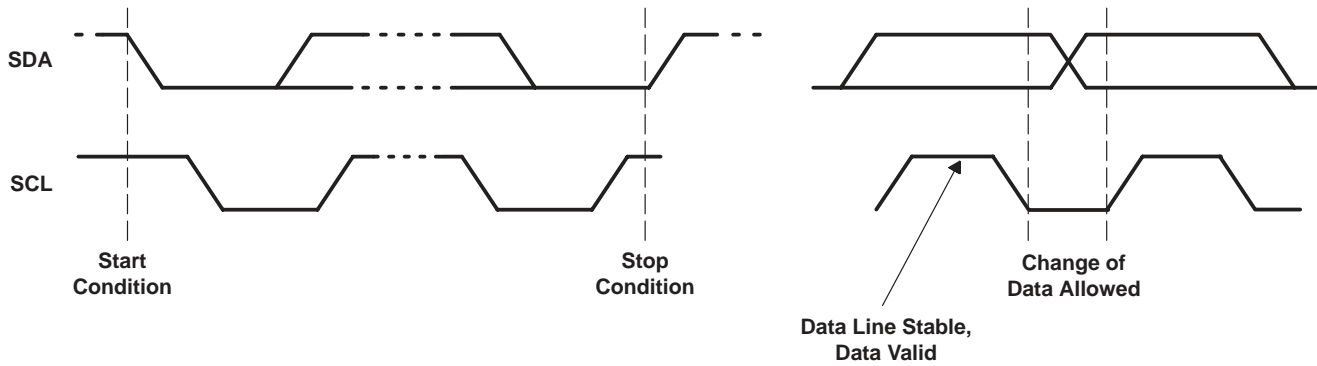 SDA
SCL
Start
Condition
Stop
Condition
Change of
Data Allowed
Data Line Stable,
Data Valid